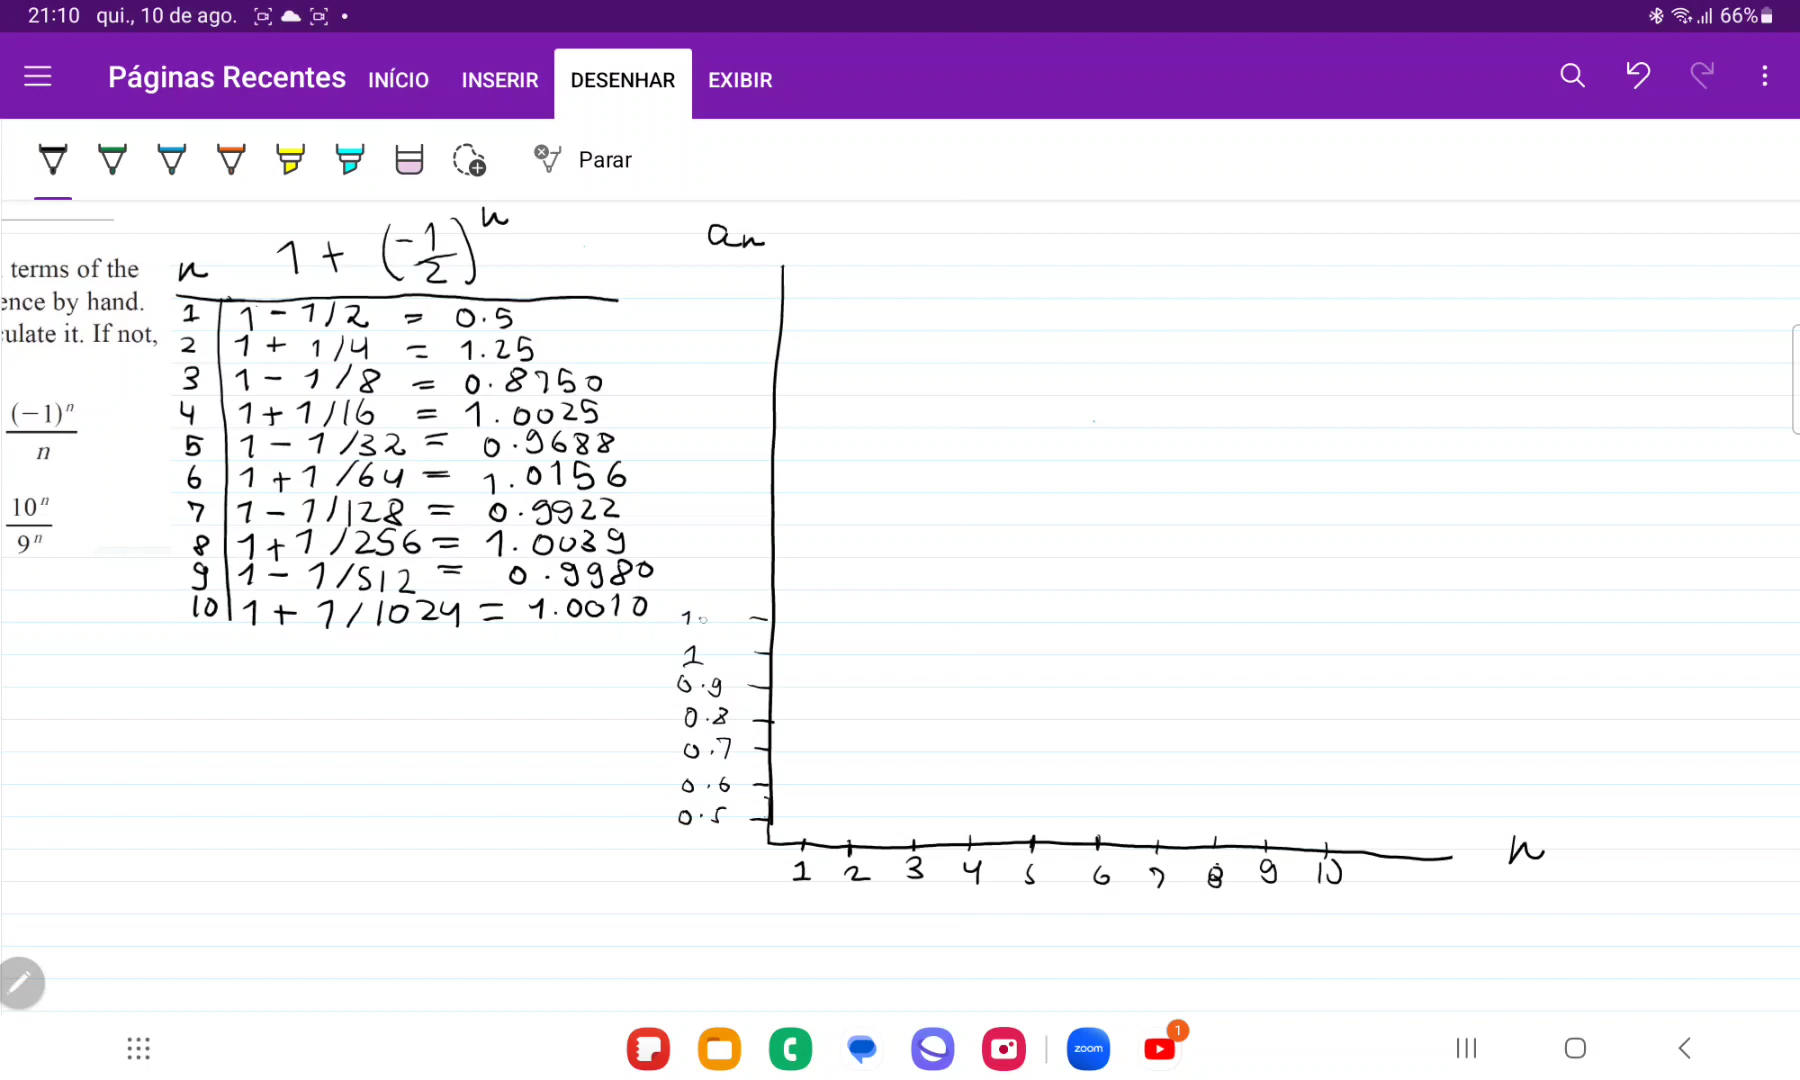 21:10 qui., 10 de ago. 66%
Páginas Recentes INÍCIO INSERIR DESENHAR EXIBIR
Parar
terms of the
ence by hand.
culate it. If not,
(−1)ⁿ
n
10ⁿ
9ⁿ
n 1 + (-1/2)ⁿ
1 1 - 1/2 = 0.5
2 1 + 1/4 = 1.25
3 1 - 1/8 = 0.8750
4 1 + 1/16 = 1.0025
5 1 - 1/32 = 0.9688
6 1 + 1/64 = 1.0156
7 1 - 1/128 = 0.9922
8 1 + 1/256 = 1.0039
9 1 - 1/512 = 0.9980
10 1 + 1/1024 = 1.0010
an
1.
1
0.9
0.8
0.7
0.6
0.5
1 2 3 4 5 6 7 8 9 10 n
zoom
1